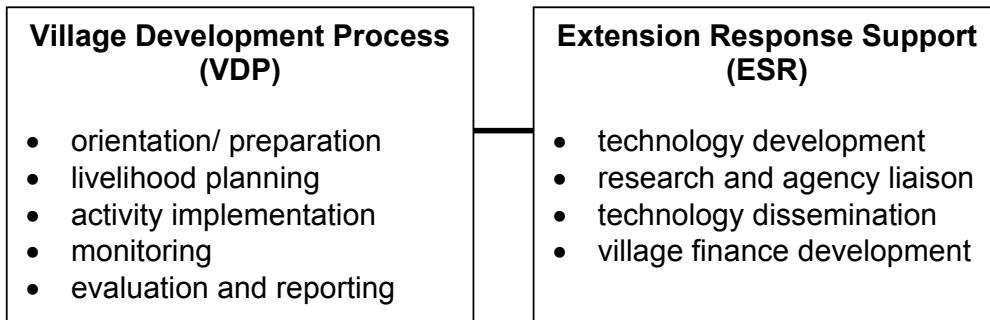 Village Development Process
(VDP)
• orientation/ preparation
• livelihood planning
• activity implementation
• monitoring
• evaluation and reporting
Extension Response Support
(ESR)
• technology development
• research and agency liaison
• technology dissemination
• village finance development